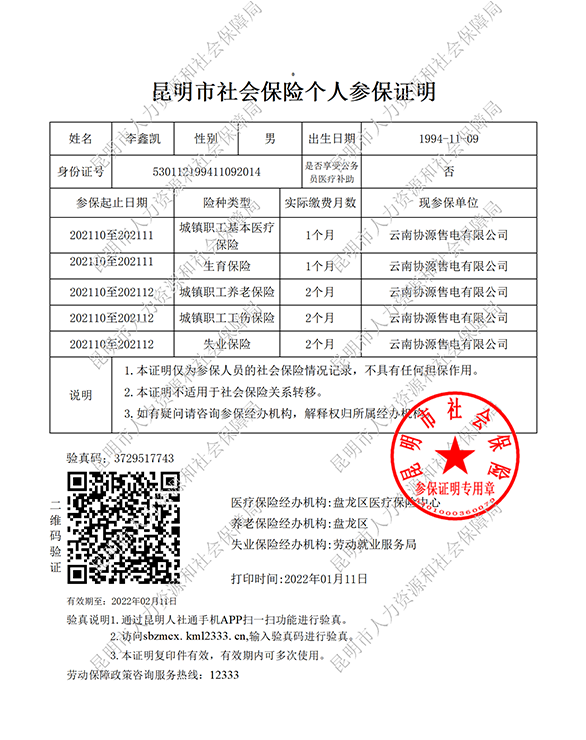 昆明市社会保险个人参保证明
姓名 李鑫凯 性别 男 出生日期 1994-11-09
身份证号 530112199411092014 是否享受公务员医疗补助 否
参保起止日期 险种类型 实际缴费月数 现参保单位
202110至202111 城镇职工基本医疗保险 1个月 云南协源售电有限公司
202110至202111 生育保险 1个月 云南协源售电有限公司
202110至202112 城镇职工养老保险 2个月 云南协源售电有限公司
202110至202112 城镇职工工伤保险 2个月 云南协源售电有限公司
202110至202112 失业保险 2个月 云南协源售电有限公司
说明
1.本证明仅为参保人员的社会保险情况记录，不具有任何担保作用。
2.本证明不适用于社会保险关系转移。
3.如有疑问请咨询参保经办机构，解释权归所属经办机构。
昆明市社会保险
参保证明专用章
验真码：3729517743
二维码验证
医疗保险经办机构:盘龙区医疗保险中心
养老保险经办机构:盘龙区
失业保险经办机构:劳动就业服务局
打印时间:2022年01月11日
有效期至：2022年02月11日
验真说明1.通过昆明人社通手机APP扫一扫功能进行验真。
2.访问sbzmcx.km12333.cn,输入验真码进行验真。
3.本证明复印件有效，有效期内可多次使用。
劳动保障政策咨询服务热线：12333
昆明市人力资源和社会保障局